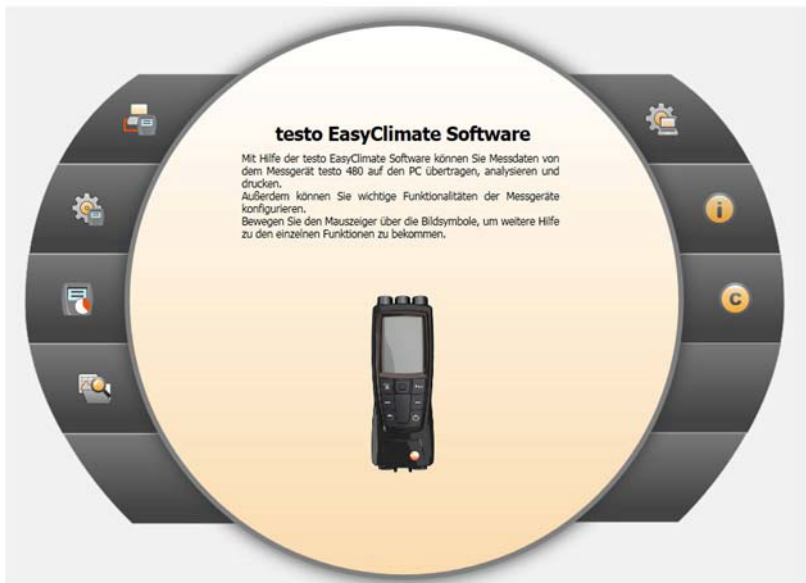 testo EasyClimate Software
Mit Hilfe der testo EasyClimate Software können Sie Messdaten von
dem Messgerät testo 480 auf den PC übertragen, analysieren und
drucken.
Außerdem können Sie wichtige Funktionalitäten der Messgeräte
konfigurieren.
Bewegen Sie den Mauszeiger über die Bildsymbole, um weitere Hilfe
zu den einzelnen Funktionen zu bekommen.
i
C